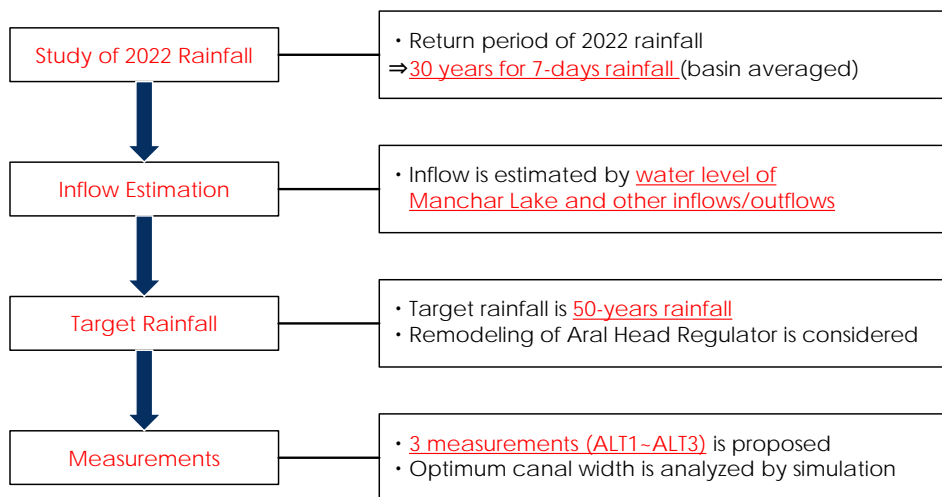 Study of 2022 Rainfall
・Return period of 2022 rainfall
⇒30 years for 7-days rainfall (basin averaged)
Inflow Estimation
・Inflow is estimated by water level of
Manchar Lake and other inflows/outflows
Target Rainfall
・Target rainfall is 50-years rainfall
・Remodeling of Aral Head Regulator is considered
Measurements
・3 measurements (ALT1~ALT3) is proposed
・Optimum canal width is analyzed by simulation